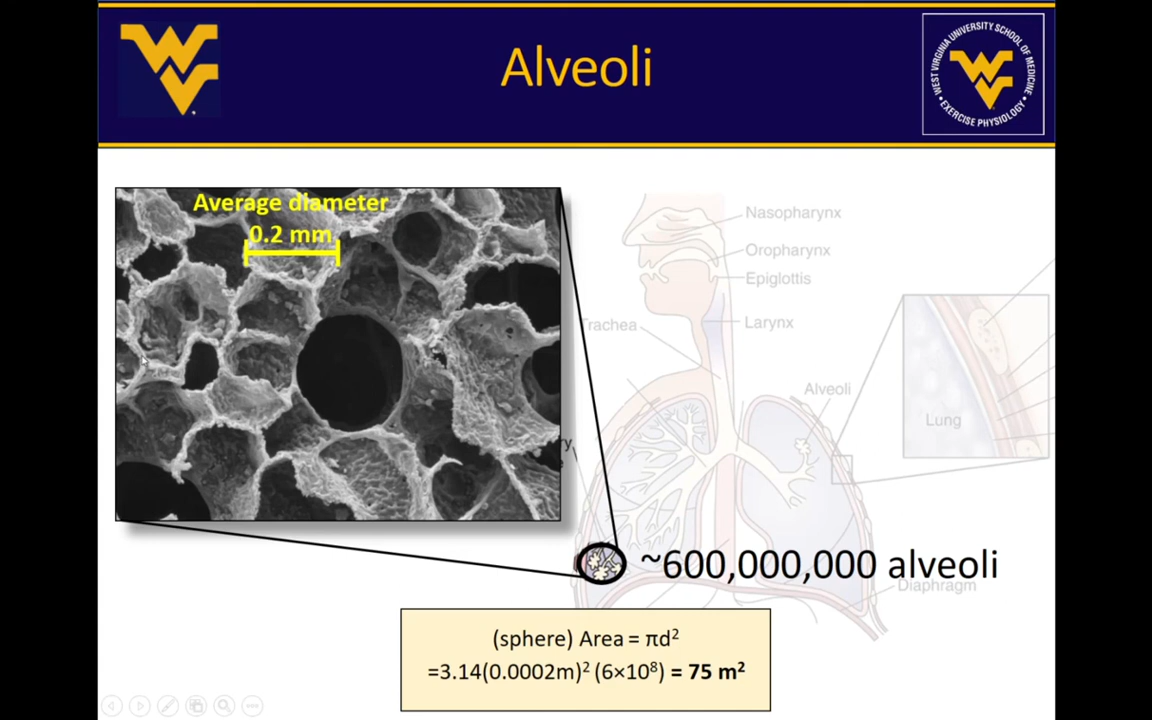 WV
Alveoli
WEST VIRGINIA UNIVERSITY SCHOOL OF MEDICINE
• EXERCISE PHYSIOLOGY •
WV
Average diameter
0.2 mm
Nasopharynx
Oropharynx
Epiglottis
Larynx
Trachea
Alveoli
Lung
~600,000,000 alveoli
Diaphragm
(sphere) Area = πd²
=3.14(0.0002m)² (6×10⁸) = 75 m²